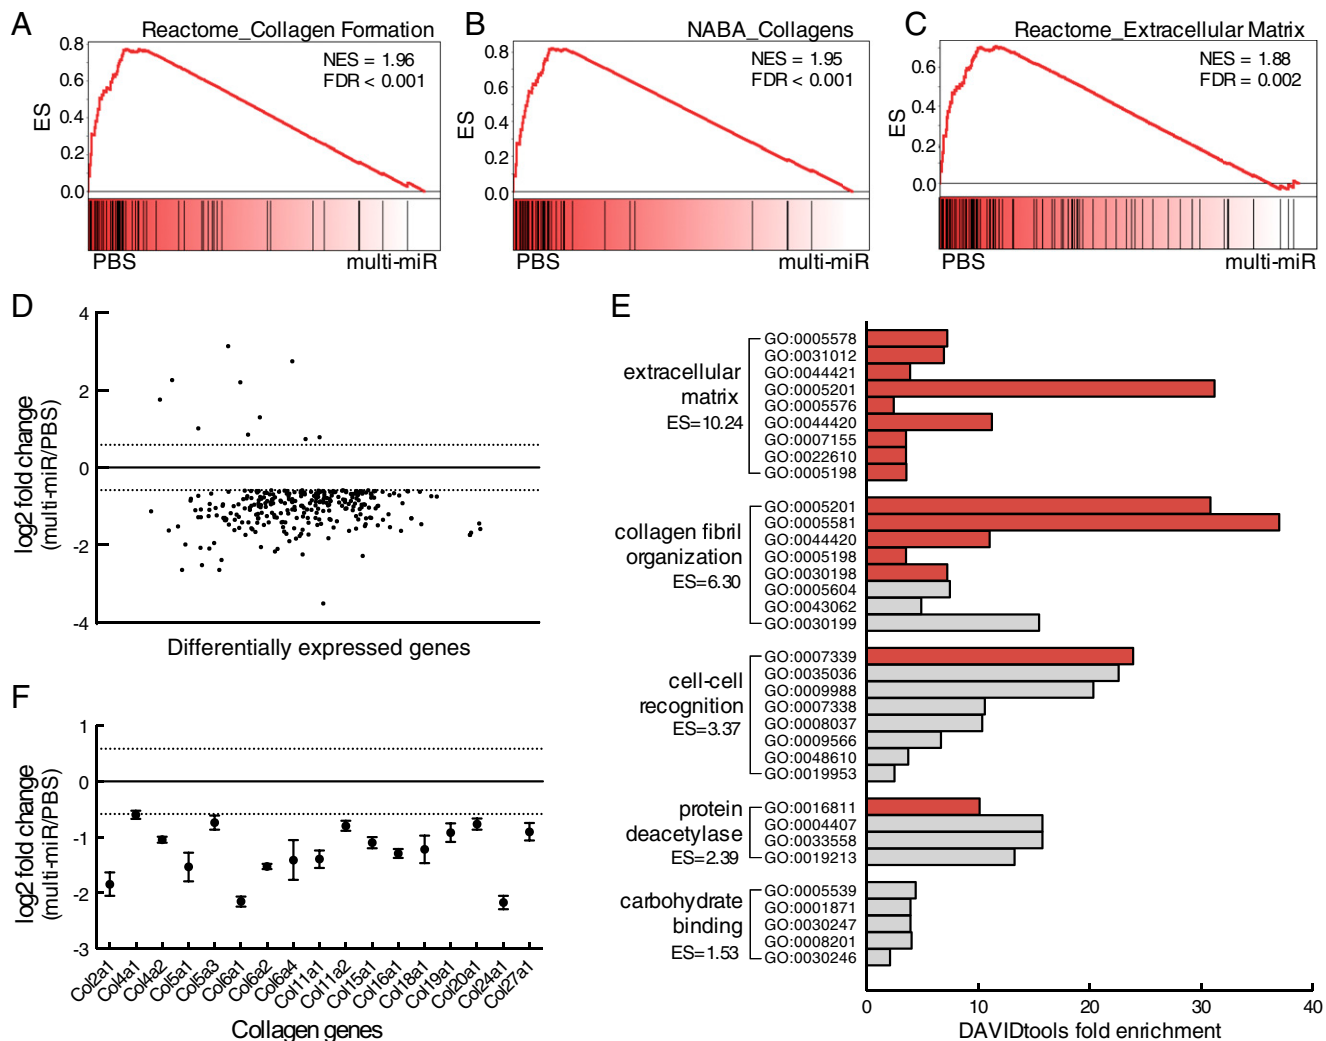 A
Reactome_Collagen Formation
NES = 1.96
FDR < 0.001
ES
0.8
0.6
0.4
0.2
0.0
PBS
multi-miR
B
NABA_Collagens
NES = 1.95
FDR < 0.001
ES
0.8
0.6
0.4
0.2
0.0
PBS
multi-miR
C
Reactome_Extracellular Matrix
NES = 1.88
FDR = 0.002
ES
0.6
0.4
0.2
0.0
PBS
multi-miR
D
log2 fold change
(multi-miR/PBS)
4
2
0
-2
-4
Differentially expressed genes
E
extracellular
matrix
ES=10.24
GO:0005578
GO:0031012
GO:0044421
GO:0005201
GO:0005576
GO:0044420
GO:0007155
GO:0022610
GO:0005198
collagen fibril
organization
ES=6.30
GO:0005201
GO:0005581
GO:0044420
GO:0005198
GO:0030198
GO:0005604
GO:0043062
GO:0030199
cell-cell
recognition
ES=3.37
GO:0007339
GO:0035036
GO:0009988
GO:0007338
GO:0008037
GO:0009566
GO:0048610
GO:0019953
protein
deacetylase
ES=2.39
GO:0016811
GO:0004407
GO:0033558
GO:0019213
carbohydrate
binding
ES=1.53
GO:0005539
GO:0001871
GO:0030247
GO:0008201
GO:0030246
0
10
20
30
40
DAVIDtools fold enrichment
F
log2 fold change
(multi-miR/PBS)
1
0
-1
-2
-3
Col2a1
Col4a1
Col4a2
Col5a1
Col5a3
Col6a1
Col6a2
Col6a4
Col11a1
Col11a2
Col15a1
Col16a1
Col18a1
Col19a1
Col20a1
Col24a1
Col27a1
Collagen genes